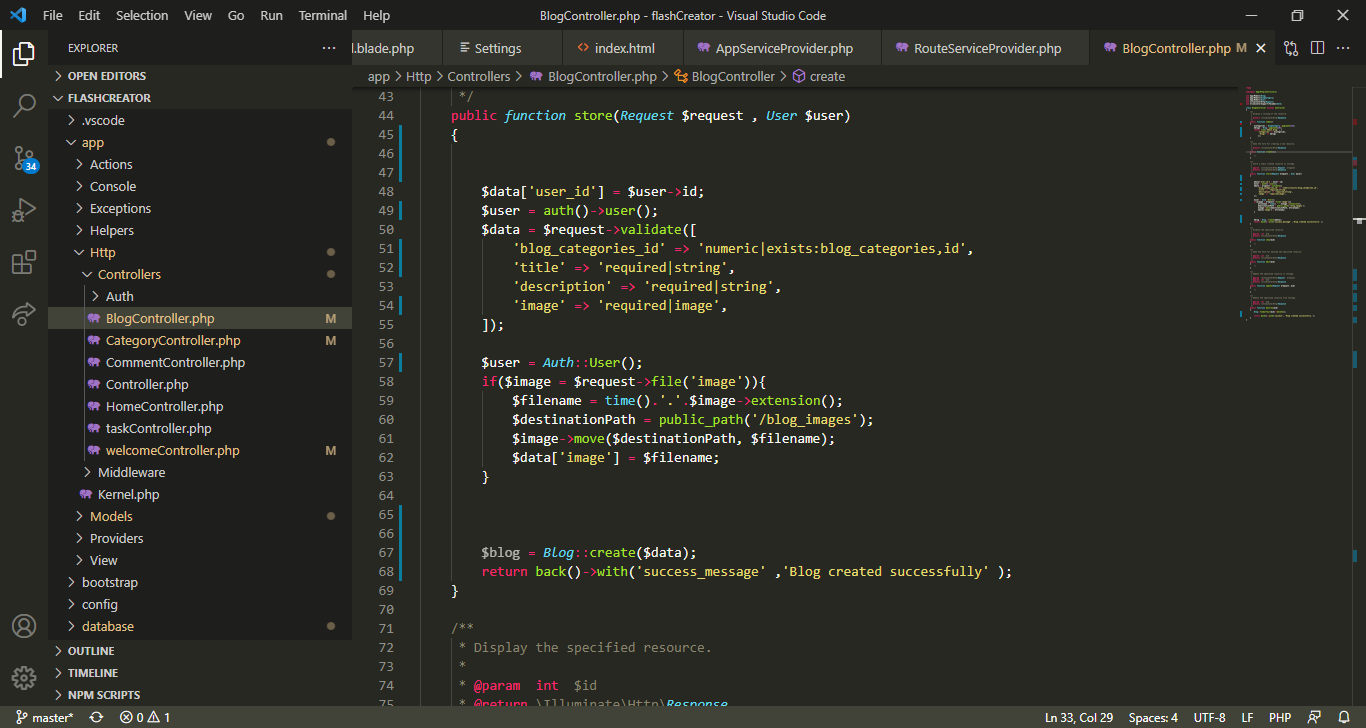 File Edit Selection View Go Run Terminal Help BlogController.php - flashCreator - Visual Studio Code
EXPLORER
l.blade.php Settings index.html AppServiceProvider.php RouteServiceProvider.php BlogController.php M
app > Http > Controllers > BlogController.php > BlogController > create
OPEN EDITORS
FLASHCREATOR
.vscode
app
Actions
Console
Exceptions
Helpers
Http
Controllers
Auth
BlogController.php M
CategoryController.php M
CommentController.php
Controller.php
HomeController.php
taskController.php
welcomeController.php M
Middleware
Kernel.php
Models
Providers
View
bootstrap
config
database
OUTLINE
TIMELINE
NPM SCRIPTS
34
43 */
44 public function store(Request $request , User $user)
45 {
46
47
48 $data['user_id'] = $user->id;
49 $user = auth()->user();
50 $data = $request->validate([
51 'blog_categories_id' => 'numeric|exists:blog_categories,id',
52 'title' => 'required|string',
53 'description' => 'required|string',
54 'image' => 'required|image',
55 ]);
56
57 $user = Auth::User();
58 if($image = $request->file('image')){
59 $filename = time().'.'.$image->extension();
60 $destinationPath = public_path('/blog_images');
61 $image->move($destinationPath, $filename);
62 $data['image'] = $filename;
63 }
64
65
66
67 $blog = Blog::create($data);
68 return back()->with('success_message' ,'Blog created successfully' );
69 }
70
71 /**
72 * Display the specified resource.
73 *
74 * @param int $id
75 * @return \Illuminate\Http\Response
master* 0 1 Ln 33, Col 29 Spaces: 4 UTF-8 LF PHP